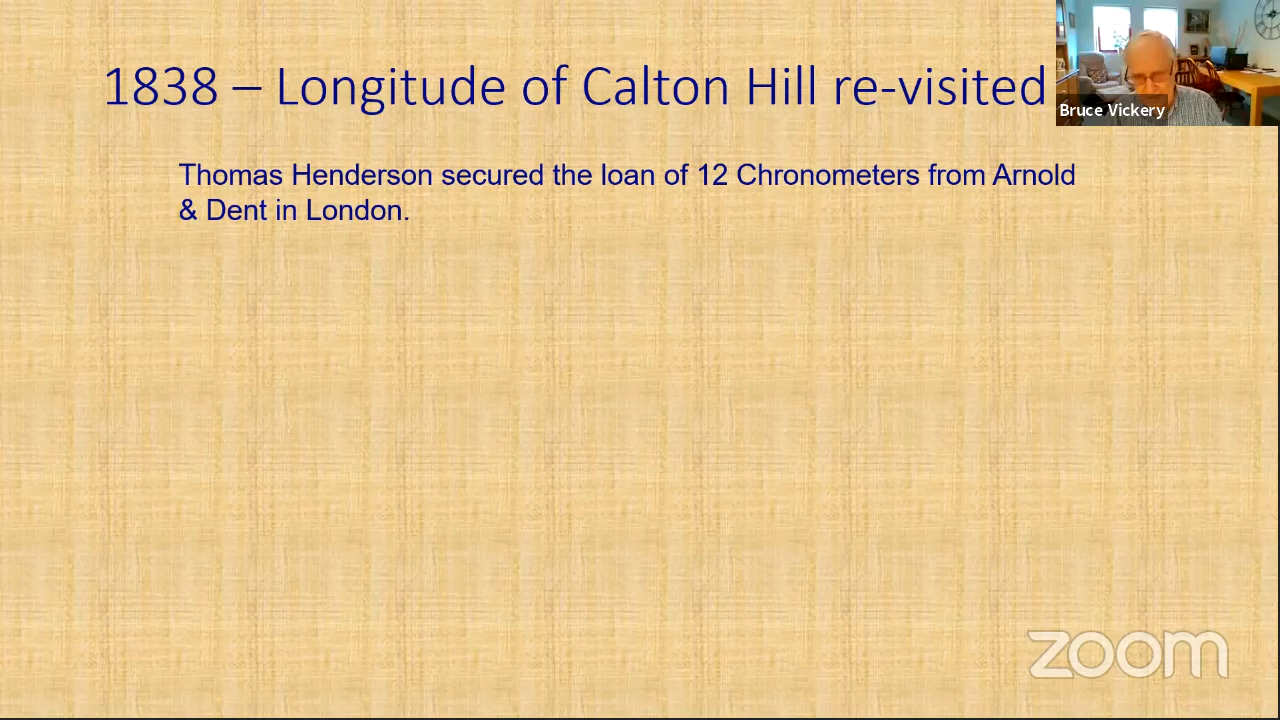 1838 – Longitude of Calton Hill re-visited
Bruce Vickery
Thomas Henderson secured the loan of 12 Chronometers from Arnold
& Dent in London.
zoom